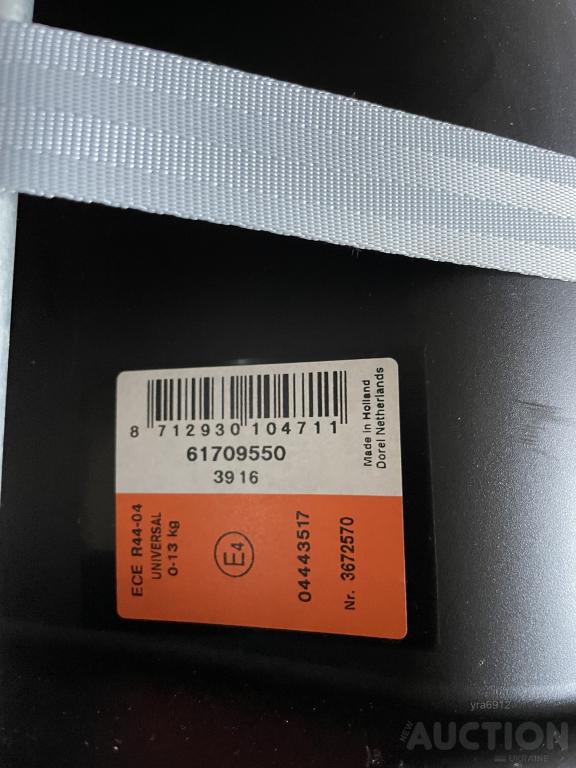 8 712930 104711
61709550
3916
Made in Holland
Dorel Netherlands
ECE R44-04
UNIVERSAL
0-13 kg
E4
04443517
Nr. 3672570
yra6912
NEW
AUCTION
UKRAINE